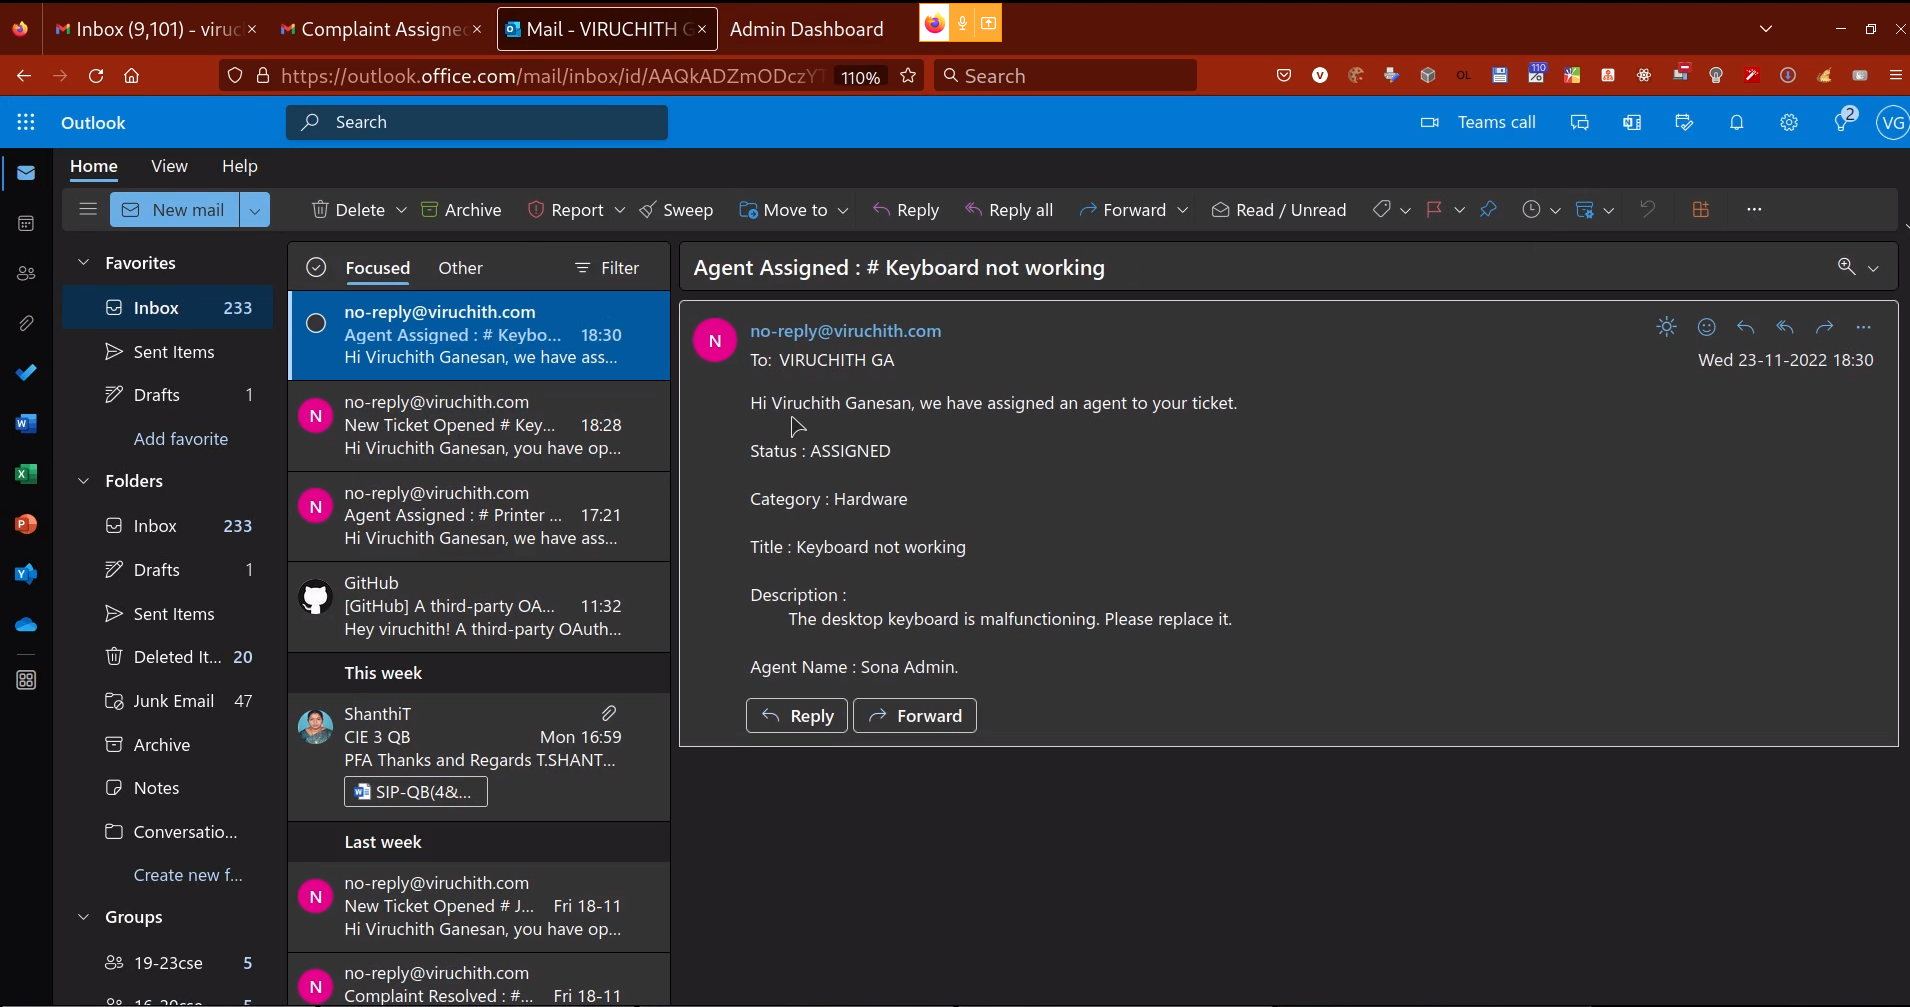 Inbox (9,101) - viruc
Complaint Assigned
Mail - VIRUCHITH G
Admin Dashboard
https://outlook.office.com/mail/inbox/id/AAQkADZmODczYT
110%
Search
V
OL
110
Outlook
Search
Teams call
2
VG
Home
View
Help
New mail
Delete
Archive
Report
Sweep
Move to
Reply
Reply all
Forward
Read / Unread
Favorites
Inbox 233
Sent Items
Drafts 1
Add favorite
Folders
Inbox 233
Drafts 1
Sent Items
Deleted It... 20
Junk Email 47
Archive
Notes
Conversatio...
Create new f...
Groups
19-23cse 5
Focused
Other
Filter
no-reply@viruchith.com
Agent Assigned : # Keybo... 18:30
Hi Viruchith Ganesan, we have ass...
N
no-reply@viruchith.com
New Ticket Opened # Key... 18:28
Hi Viruchith Ganesan, you have op...
N
no-reply@viruchith.com
Agent Assigned : # Printer ... 17:21
Hi Viruchith Ganesan, we have ass...
GitHub
[GitHub] A third-party OA... 11:32
Hey viruchith! A third-party OAuth...
This week
ShanthiT
CIE 3 QB Mon 16:59
PFA Thanks and Regards T.SHANT...
SIP-QB(4&...
Last week
N
no-reply@viruchith.com
New Ticket Opened # J... Fri 18-11
Hi Viruchith Ganesan, you have op...
N
no-reply@viruchith.com
Complaint Resolved : #... Fri 18-11
Agent Assigned : # Keyboard not working
N
no-reply@viruchith.com
To: VIRUCHITH GA
Wed 23-11-2022 18:30
Hi Viruchith Ganesan, we have assigned an agent to your ticket.
Status : ASSIGNED
Category : Hardware
Title : Keyboard not working
Description :
The desktop keyboard is malfunctioning. Please replace it.
Agent Name : Sona Admin.
Reply
Forward